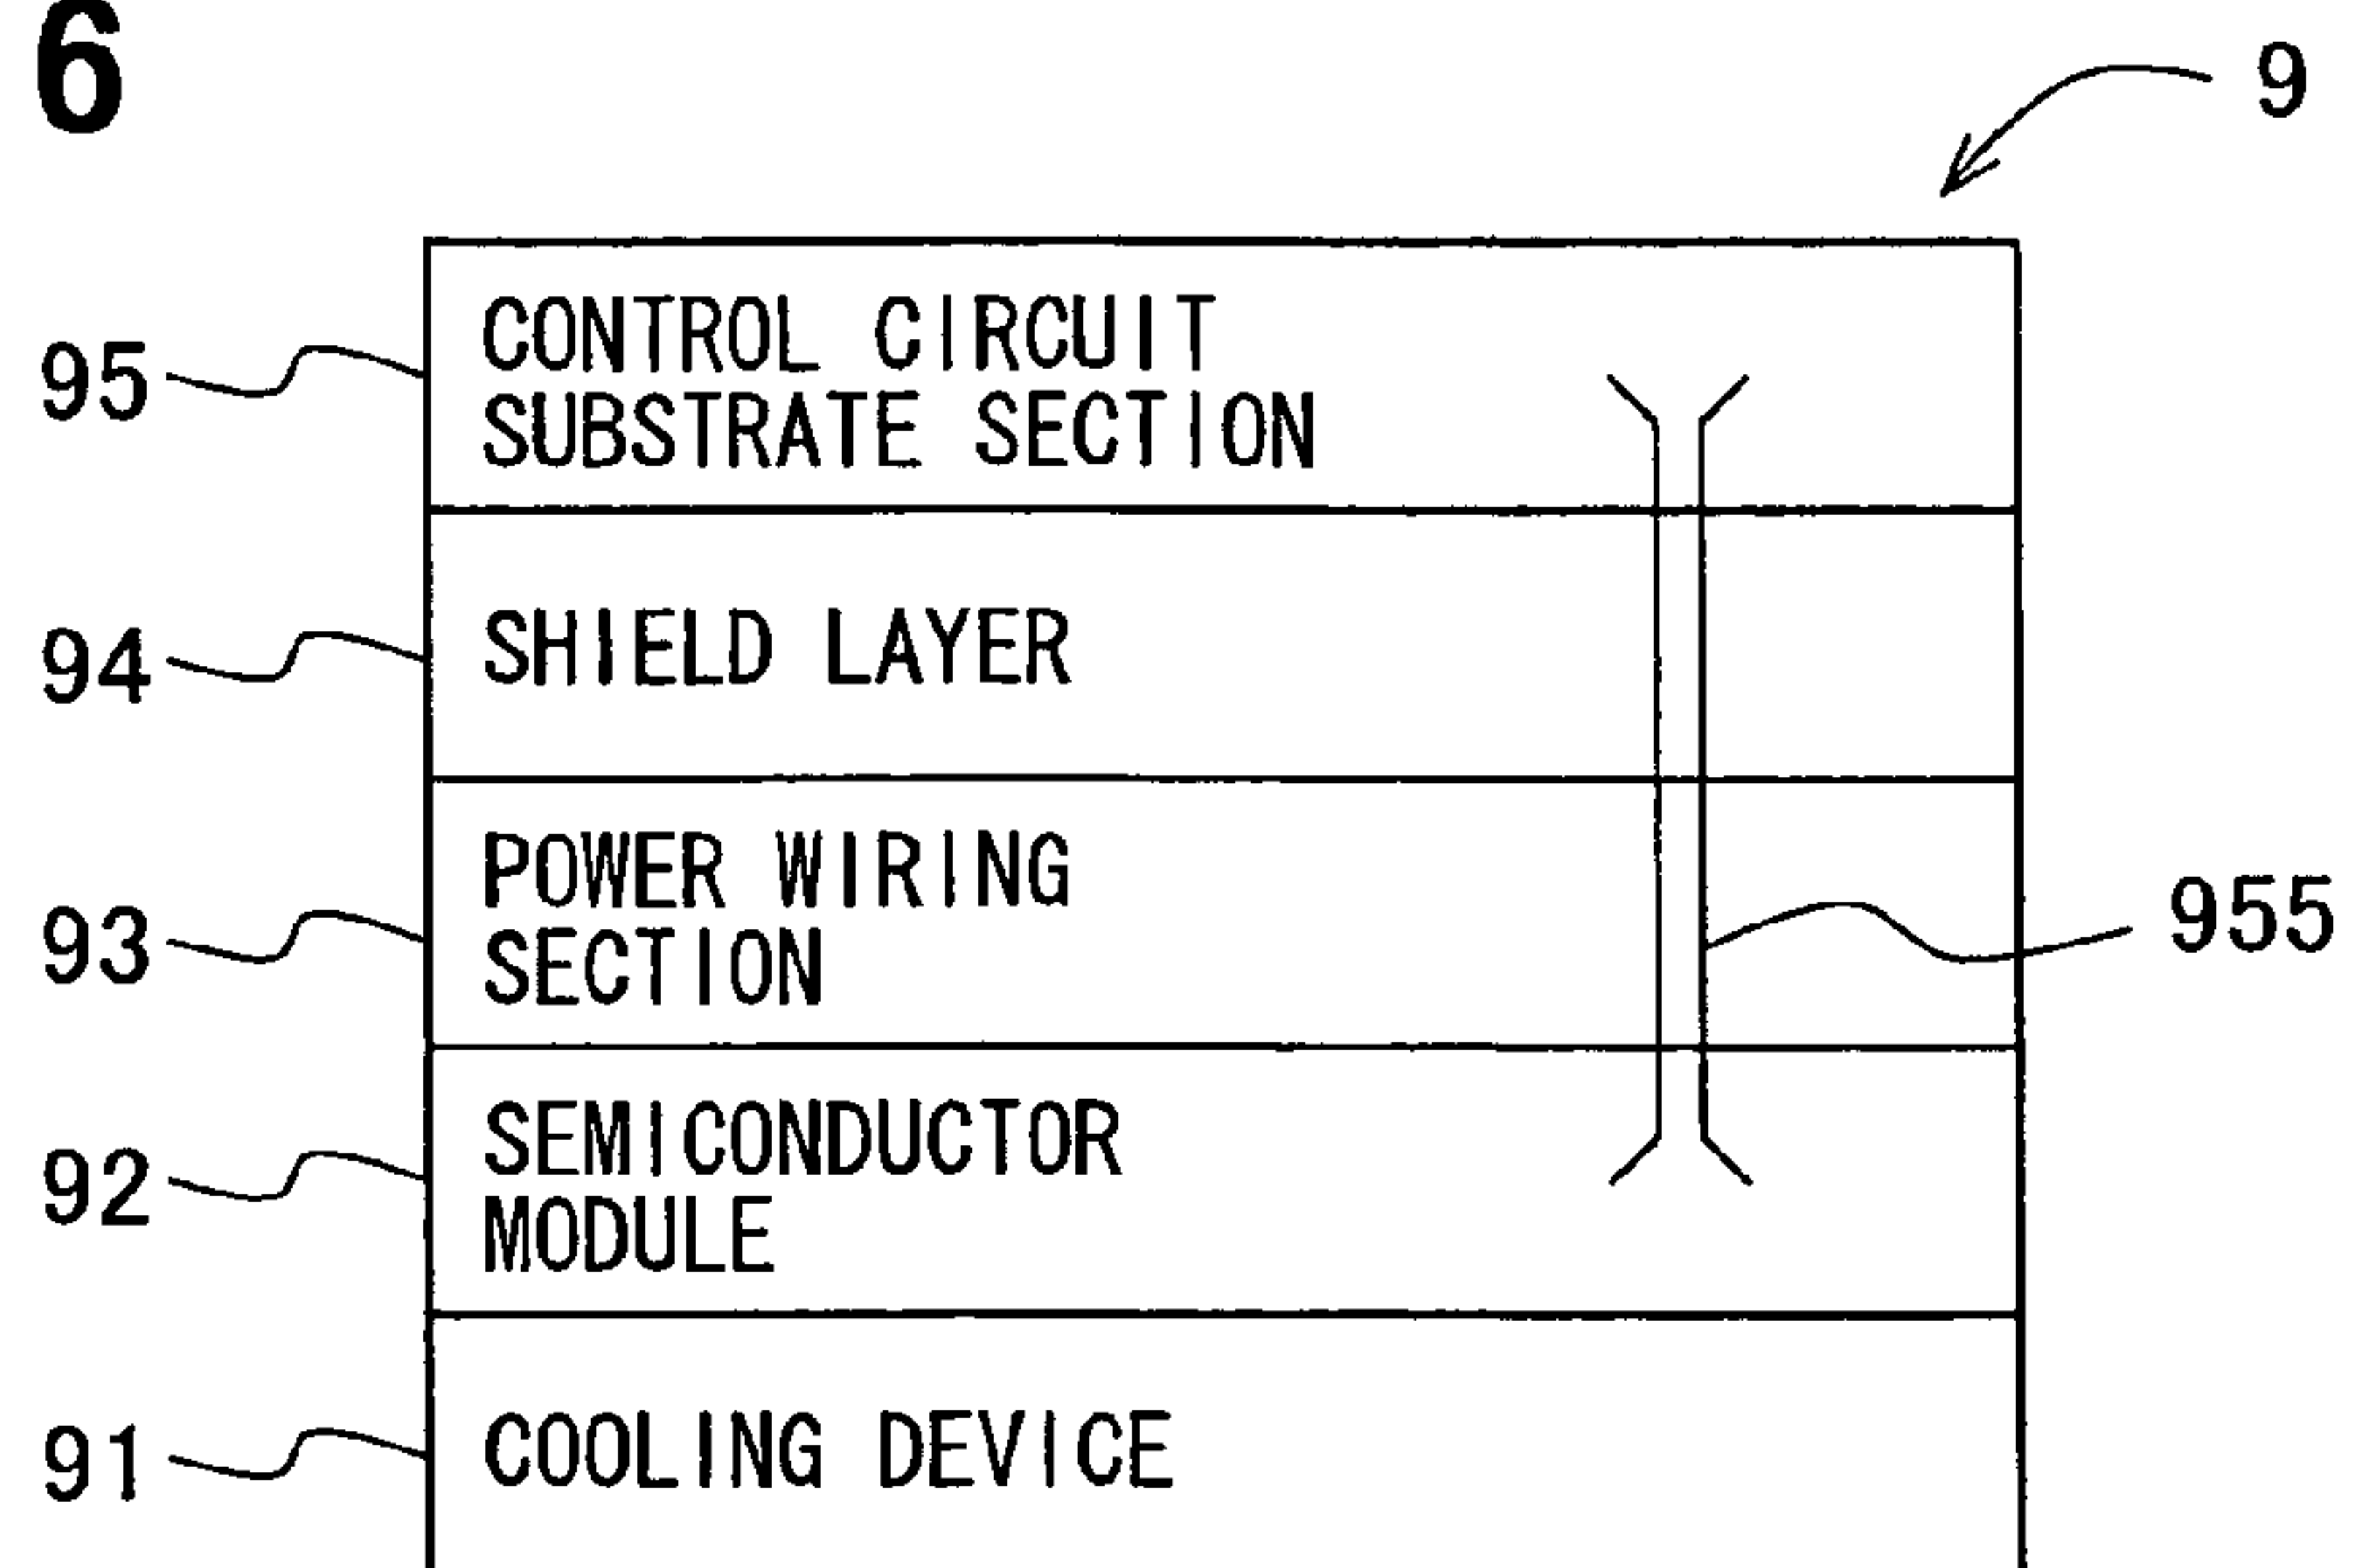 6
9
95
CONTROL CIRCUIT
SUBSTRATE SECTION
94
SHIELD LAYER
93
POWER WIRING
SECTION
955
92
SEMICONDUCTOR
MODULE
91
COOLING DEVICE